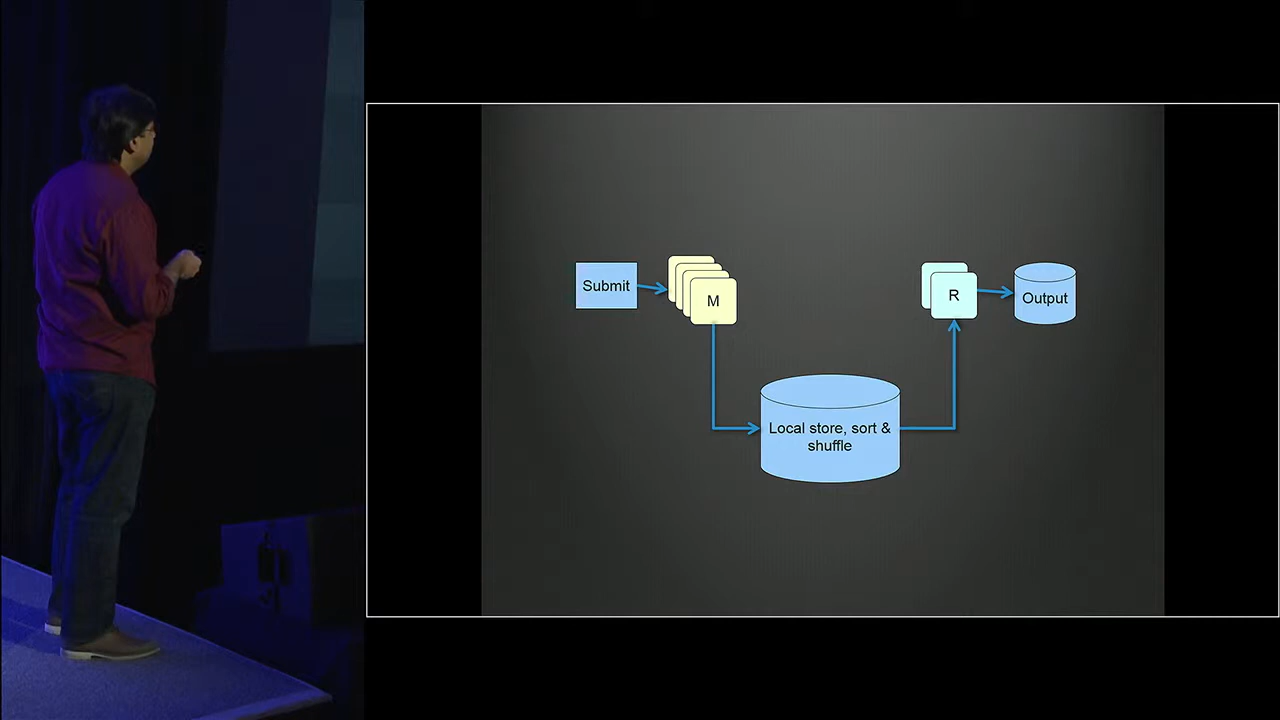 Submit
M
R
Output
Local store, sort &
shuffle